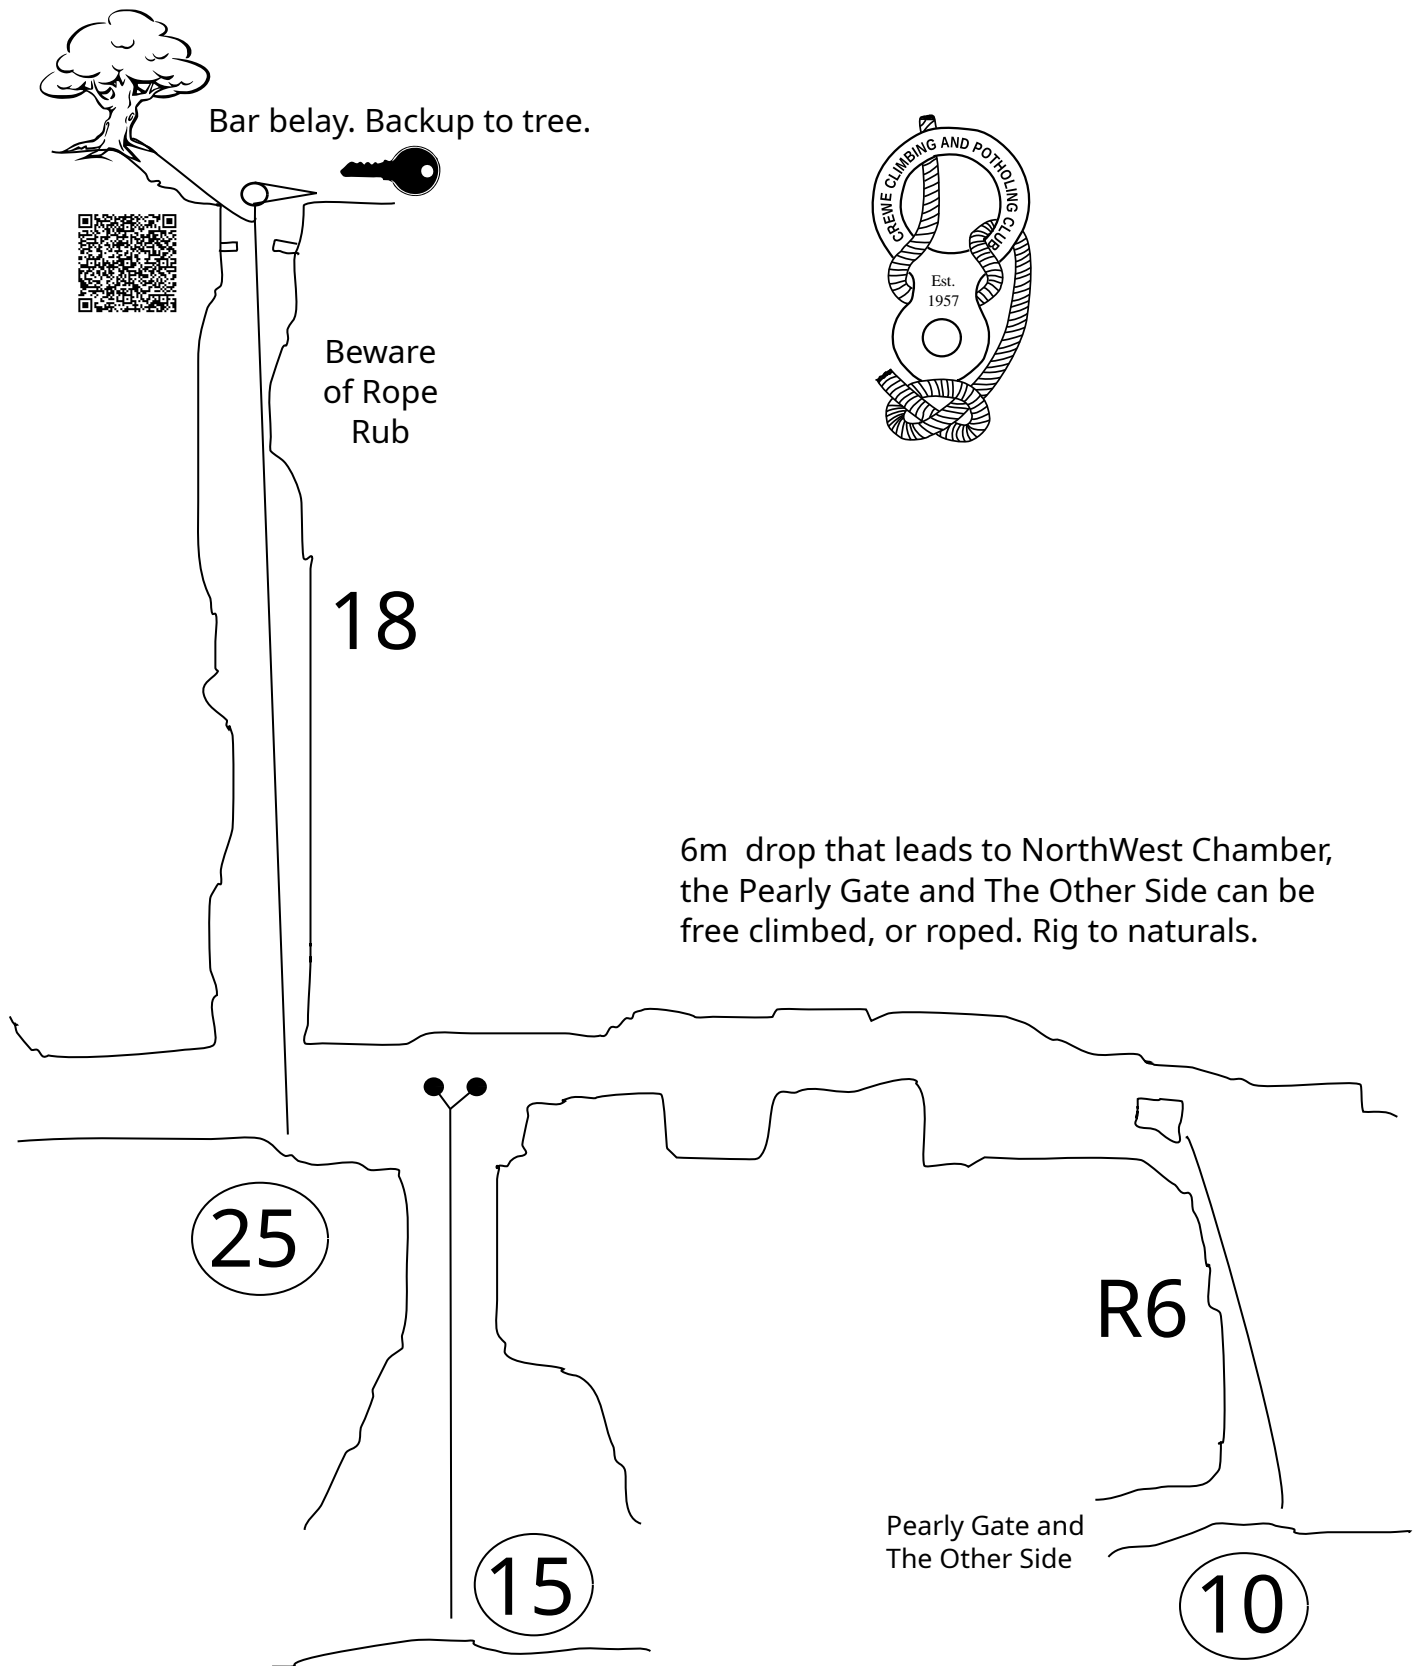 Bar belay. Backup to tree.
CREWE CLIMBING AND POTHOLING CLUB
Est.
1957
Beware
of Rope
Rub
18
6m  drop that leads to NorthWest Chamber,
the Pearly Gate and The Other Side can be
free climbed, or roped. Rig to naturals.
25
R6
Pearly Gate and
The Other Side
15
10